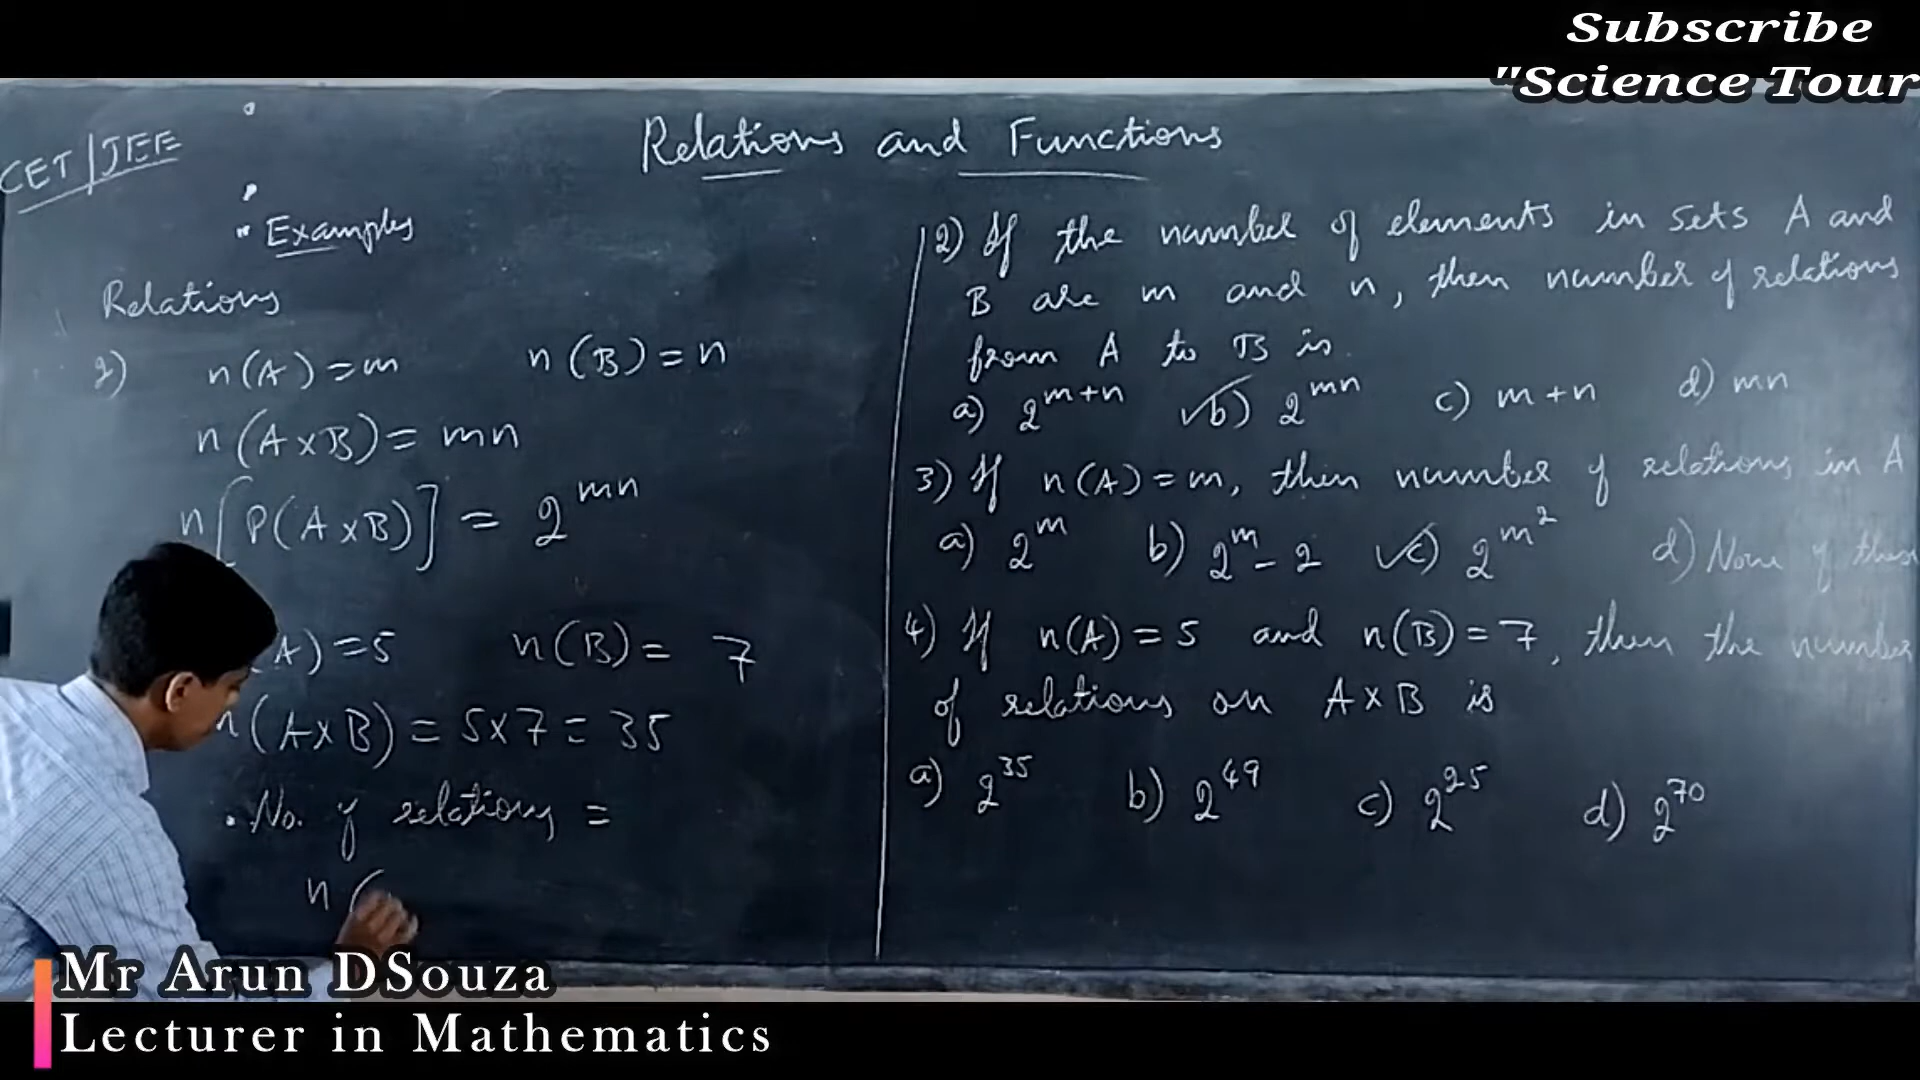 Subscribe
"Science Tour
CET/JEE
Relations and Functions
Examples
Relations
2) n(A) = m n(B) = n
n(A×B) = mn
n[P(A×B)] = 2^mn
A) = 5 n(B) = 7
n(A×B) = 5×7 = 35
No. of relations =
n(
2) If the number of elements in sets A and
B are m and n, then number of relations
from A to B is.
a) 2^m+n ✓b) 2^mn c) m+n d) mn
3) If n(A) = m, then number of relations in A
a) 2^m b) 2^m - 2 ✓c) 2^m² d) None of these
4) If n(A) = 5 and n(B) = 7, then the number
of relations on A×B is
a) 2^35 b) 2^49 c) 2^25 d) 2^70
Mr Arun DSouza
Lecturer in Mathematics